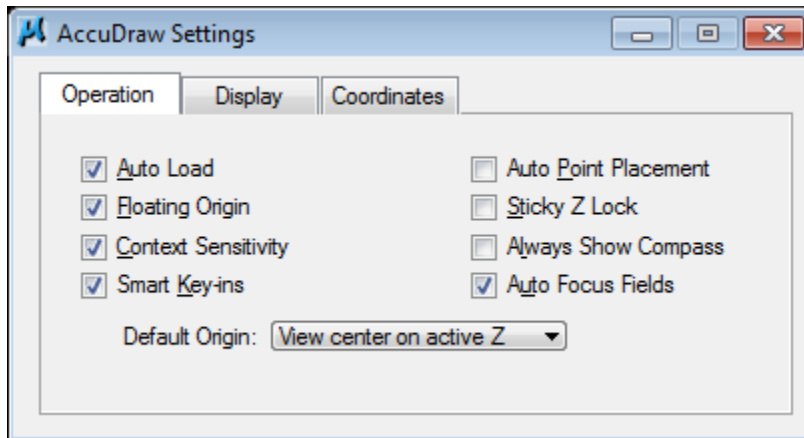 AccuDraw Settings
Operation Display Coordinates
Auto Load Auto Point Placement
Floating Origin Sticky Z Lock
Context Sensitivity Always Show Compass
Smart Key-ins Auto Focus Fields
Default Origin: View center on active Z